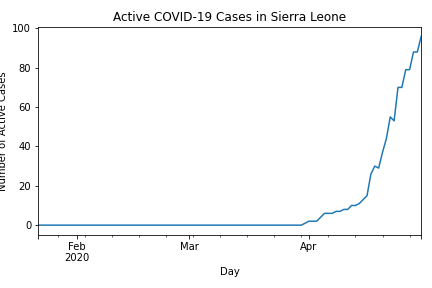 Active COVID-19 Cases in Sierra Leone
Number of Active Cases
100
80
60
40
20
0
Feb
2020
Mar
Apr
Day